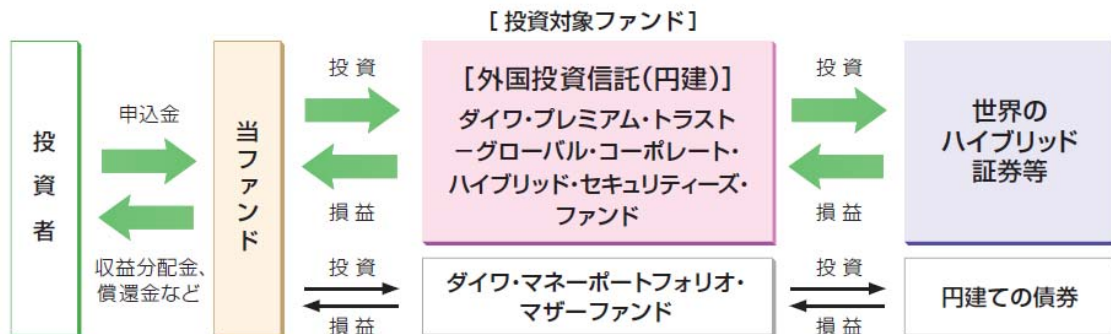 [投資対象ファンド]
投資者
申込金
収益分配金、
償還金など
当ファンド
投資
損益
[外国投資信託(円建)]
ダイワ・プレミアム・トラスト
－グローバル・コーポレート・
ハイブリッド・セキュリティーズ・
ファンド
投資
損益
世界の
ハイブリッド
証券等
投資
損益
ダイワ・マネーポートフォリオ・
マザーファンド
投資
損益
円建ての債券